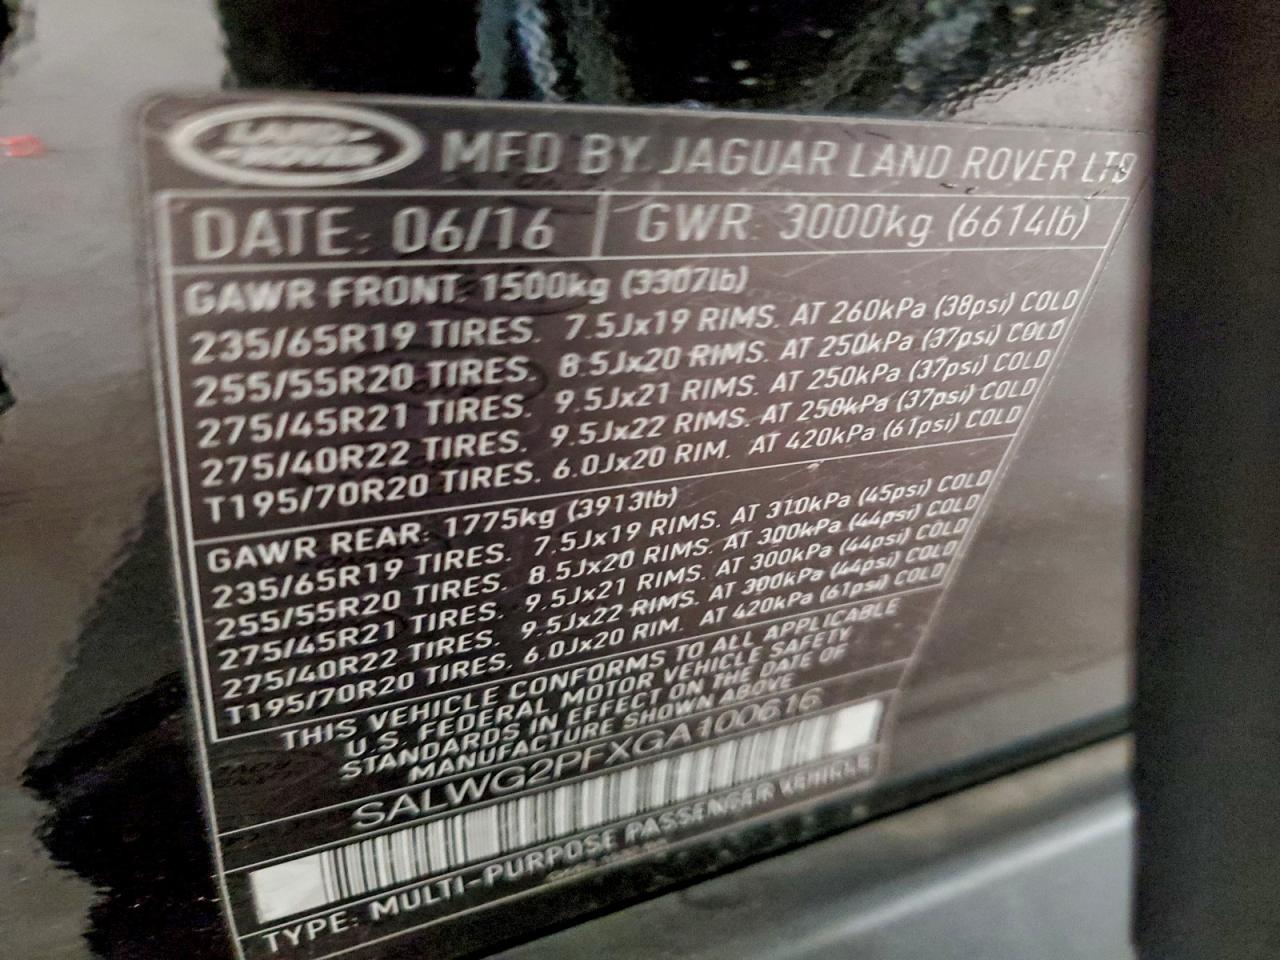 LAND-
-ROVER
MFD BY JAGUAR LAND ROVER LTD
DATE: 06/16 GWR: 3000kg (6614lb)
GAWR FRONT: 1500kg (3307lb)
235/65R19 TIRES. 7.5Jx19 RIMS. AT 260kPa (38psi) COLD
255/55R20 TIRES. 8.5Jx20 RIMS. AT 250kPa (37psi) COLD
275/45R21 TIRES. 9.5Jx21 RIMS. AT 250kPa (37psi) COLD
275/40R22 TIRES. 9.5Jx22 RIMS. AT 250kPa (37psi) COLD
T195/70R20 TIRES. 6.0Jx20 RIM. AT 420kPa (61psi) COLD
GAWR REAR: 1775kg (3913lb)
235/65R19 TIRES. 7.5Jx19 RIMS. AT 310kPa (45psi) COLD
255/55R20 TIRES. 8.5Jx20 RIMS. AT 300kPa (44psi) COLD
275/45R21 TIRES. 9.5Jx21 RIMS. AT 300kPa (44psi) COLD
275/40R22 TIRES. 9.5Jx22 RIMS. AT 300kPa (44psi) COLD
T195/70R20 TIRES. 6.0Jx20 RIM. AT 420kPa (61psi) COLD
THIS VEHICLE CONFORMS TO ALL APPLICABLE
U.S. FEDERAL MOTOR VEHICLE SAFETY
STANDARDS IN EFFECT ON THE DATE OF
MANUFACTURE SHOWN ABOVE
SALWG2PFXGA100616
TYPE: MULTI-PURPOSE PASSENGER VEHICLE